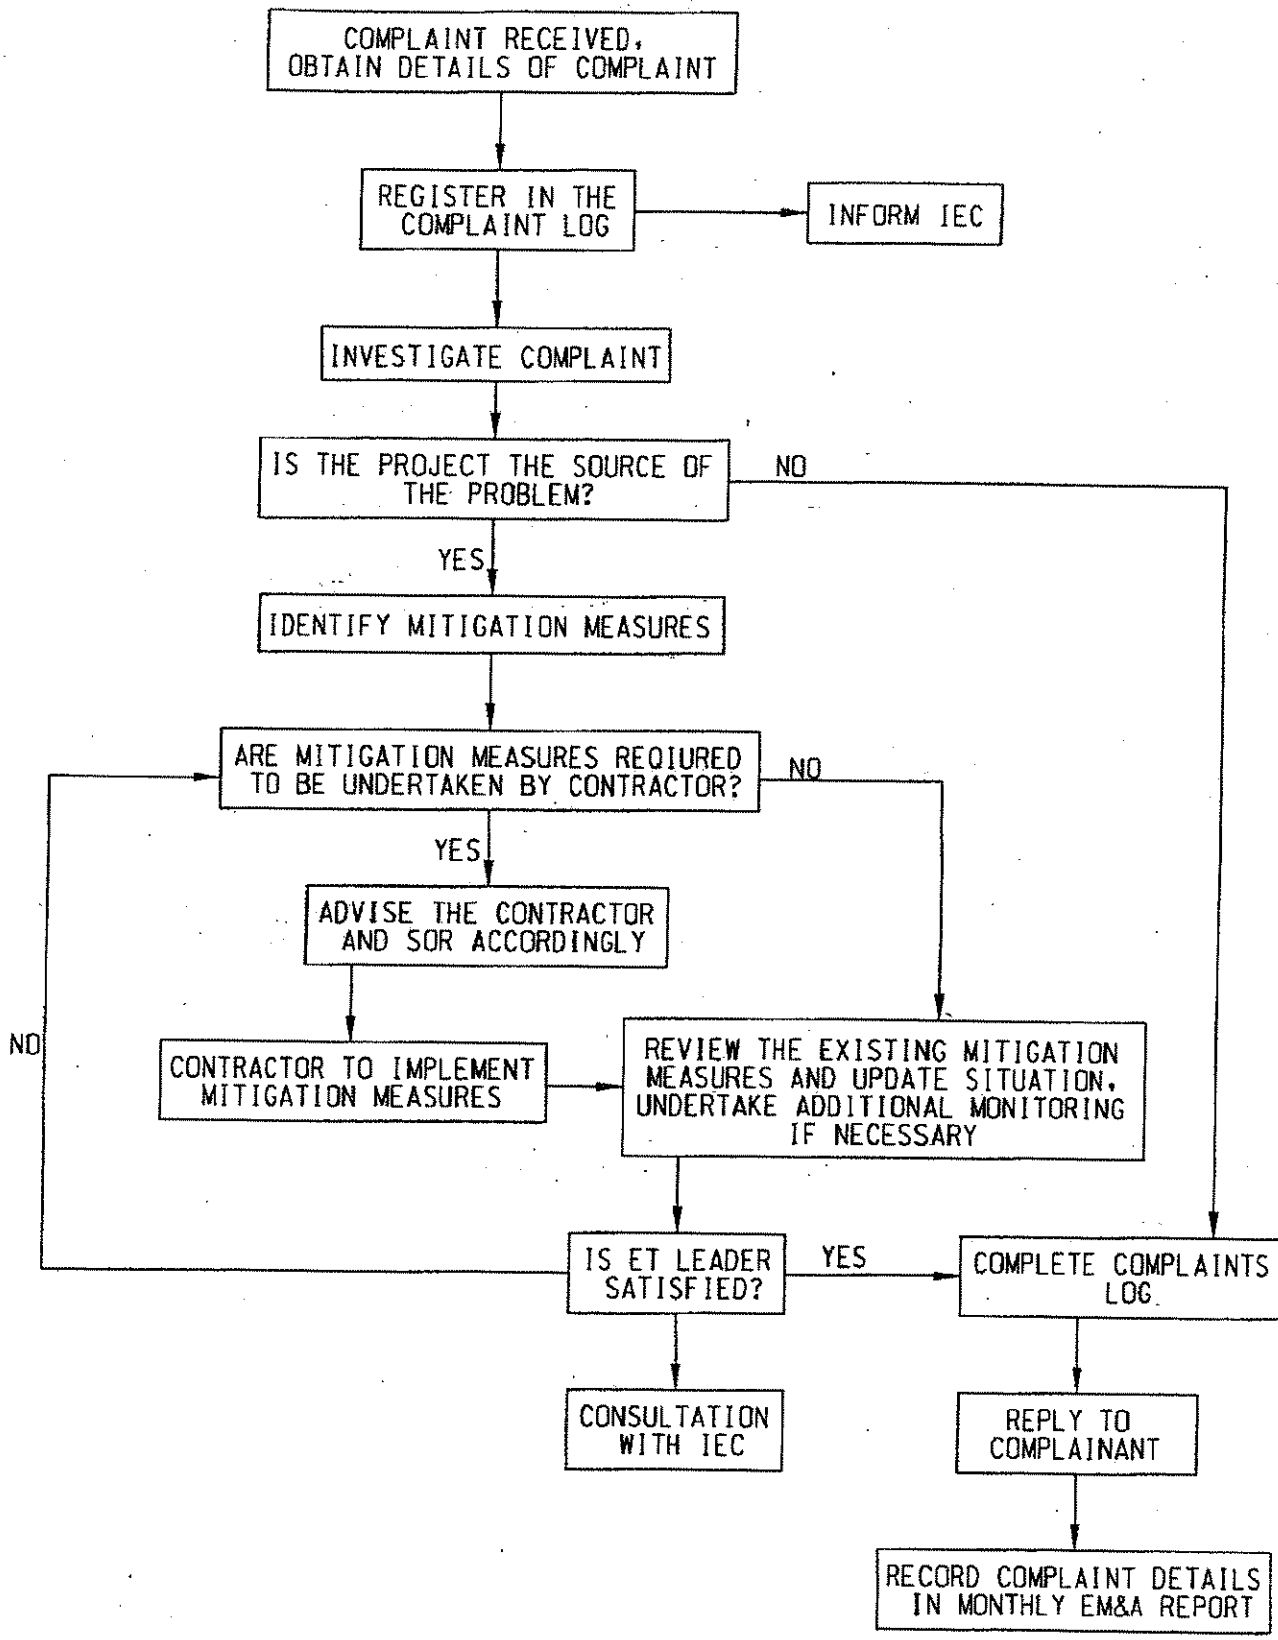 COMPLAINT RECEIVED,
OBTAIN DETAILS OF COMPLAINT
REGISTER IN THE
COMPLAINT LOG
INFORM IEC
INVESTIGATE COMPLAINT
IS THE PROJECT THE SOURCE OF
THE PROBLEM?
NO
YES
IDENTIFY MITIGATION MEASURES
ARE MITIGATION MEASURES REQIURED
TO BE UNDERTAKEN BY CONTRACTOR?
NO
YES
ADVISE THE CONTRACTOR
AND SOR ACCORDINGLY
NO
CONTRACTOR TO IMPLEMENT
MITIGATION MEASURES
REVIEW THE EXISTING MITIGATION
MEASURES AND UPDATE SITUATION,
UNDERTAKE ADDITIONAL MONITORING
IF NECESSARY
IS ET LEADER
SATISFIED?
YES
COMPLETE COMPLAINTS
LOG
CONSULTATION
WITH IEC
REPLY TO
COMPLAINANT
RECORD COMPLAINT DETAILS
IN MONTHLY EM&A REPORT